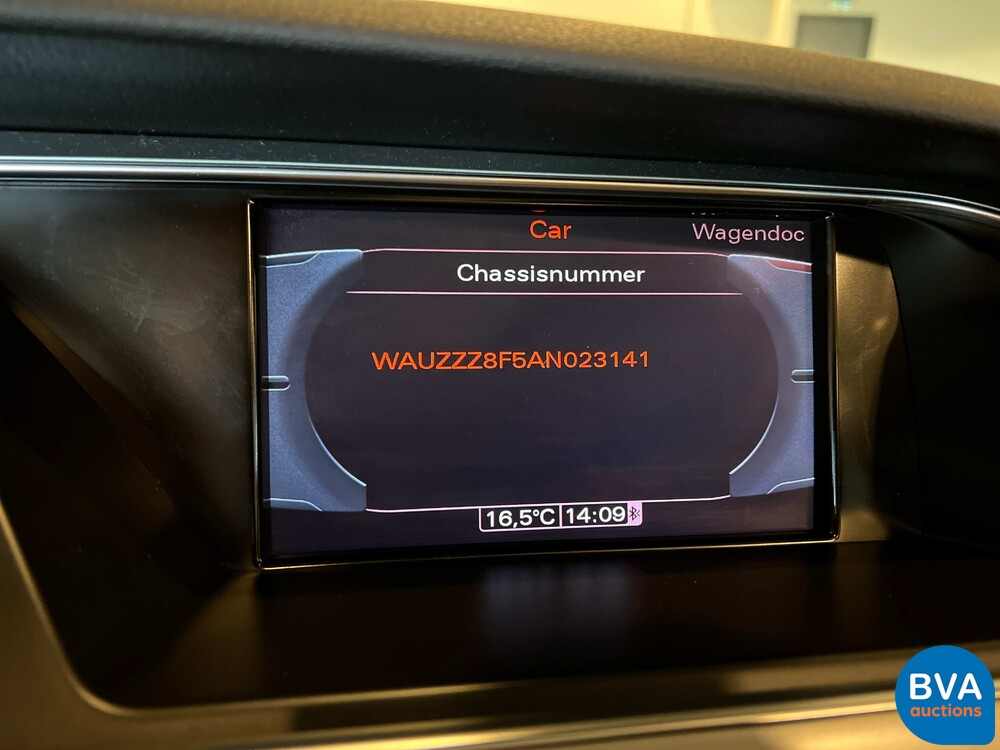 Car
Wagendoc
Chassisnummer
WAUZZZ8F5AN023141
16,5°C 14:09
BVA
auctions